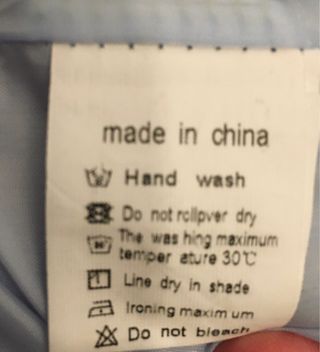 made in china
Hand wash
Do not rollpver dry
The was hing maximum
temper ature 30℃
Line dry in shade
Ironing maxim um
Do not bleach